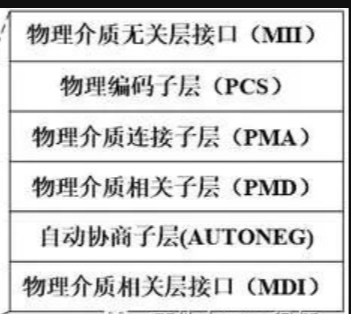 物理介质无关层接口（MII）
物理编码子层（PCS）
物理介质连接子层（PMA）
物理介质相关子层（PMD）
自动协商子层(AUTONEG)
物理介质相关层接口（MDI）